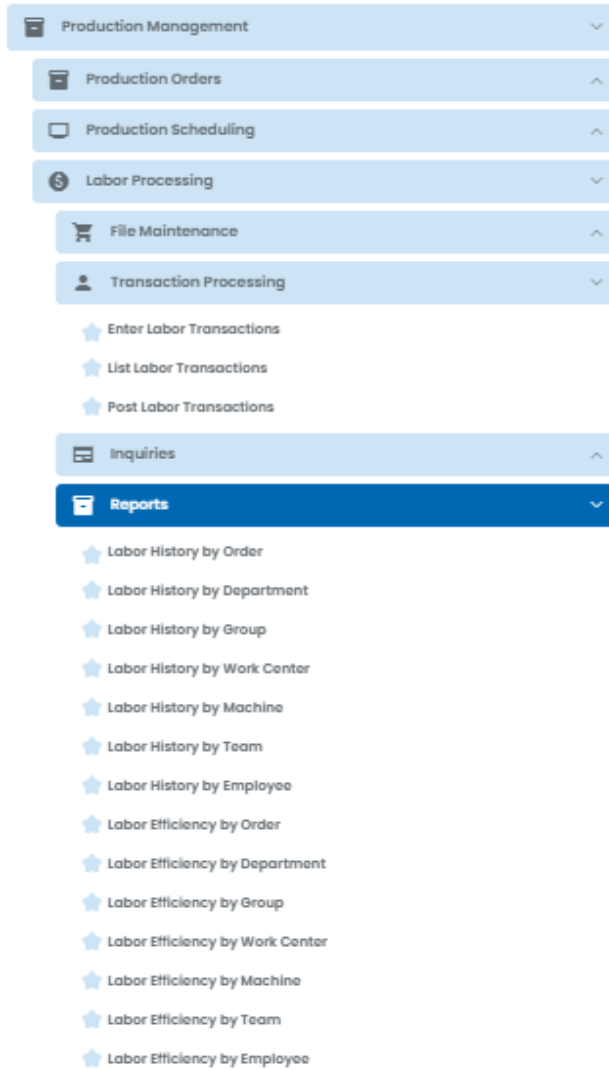 Production Management
Production Orders
Production Scheduling
Labor Processing
File Maintenance
Transaction Processing
Enter Labor Transactions
List Labor Transactions
Post Labor Transactions
Inquiries
Reports
Labor History by Order
Labor History by Department
Labor History by Group
Labor History by Work Center
Labor History by Machine
Labor History by Team
Labor History by Employee
Labor Efficiency by Order
Labor Efficiency by Department
Labor Efficiency by Group
Labor Efficiency by Work Center
Labor Efficiency by Machine
Labor Efficiency by Team
Labor Efficiency by Employee